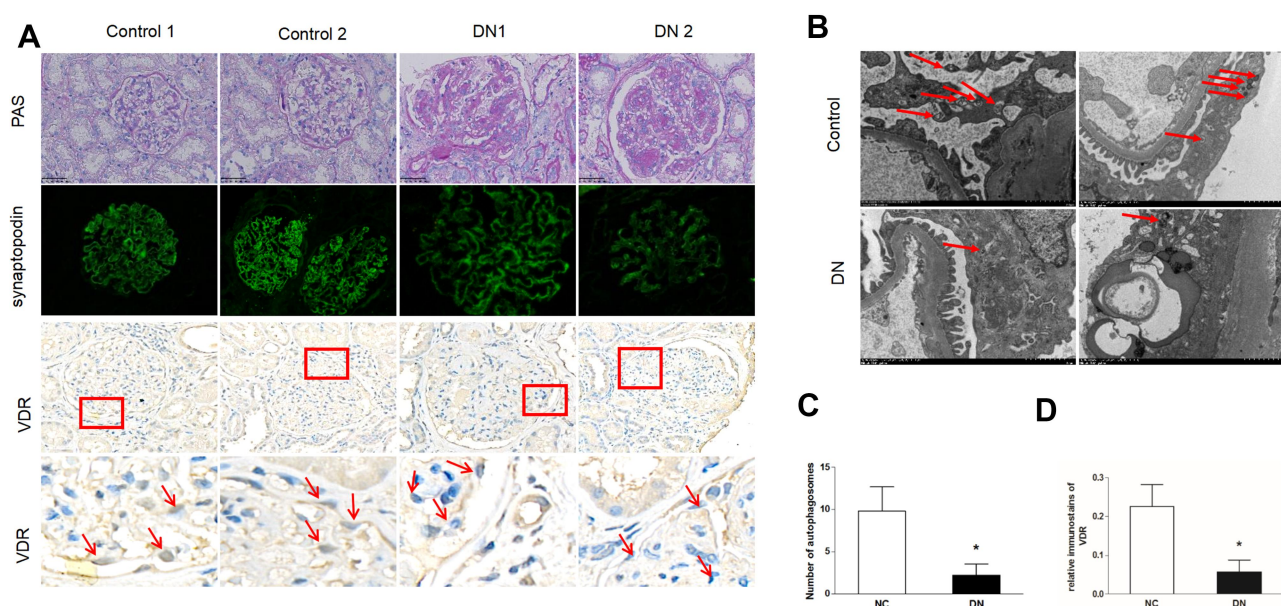 A
Control 1
Control 2
DN1
DN 2
PAS
synaptopodin
VDR
VDR
B
Control
DN
C
Number of autophagosomes
15
10
5
0
*
NC
DN
D
relative immunostains of
VDR
0.3
0.2
0.1
0.0
*
NC
DN